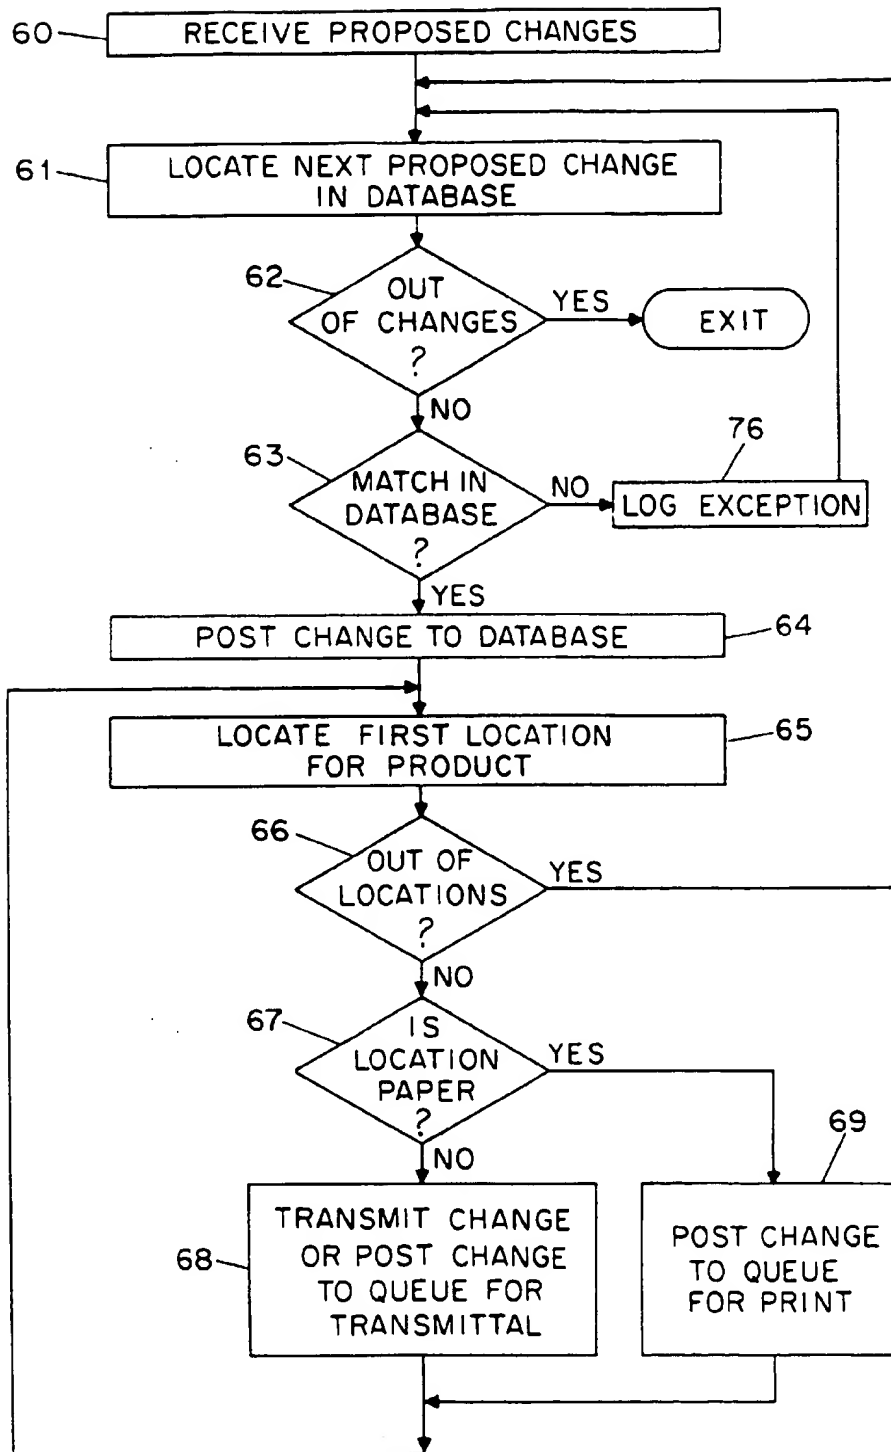 60
RECEIVE PROPOSED CHANGES
61
LOCATE NEXT PROPOSED CHANGE
IN DATABASE
62
OUT
OF CHANGES
?
YES
EXIT
NO
63
MATCH IN
DATABASE
?
NO
76
LOG EXCEPTION
YES
POST CHANGE TO DATABASE
64
LOCATE FIRST LOCATION
FOR PRODUCT
65
66
OUT OF
LOCATIONS
?
YES
NO
67
IS
LOCATION
PAPER
?
YES
NO
68
TRANSMIT CHANGE
OR POST CHANGE
TO QUEUE FOR
TRANSMITTAL
69
POST CHANGE
TO QUEUE
FOR PRINT